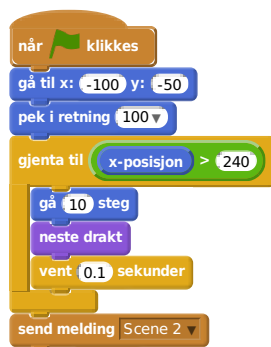 når klikkes
gå til x: -100 y: -50
pek i retning 100
gjenta til x-posisjon > 240
gå 10 steg
neste drakt
vent 0.1 sekunder
send melding Scene 2